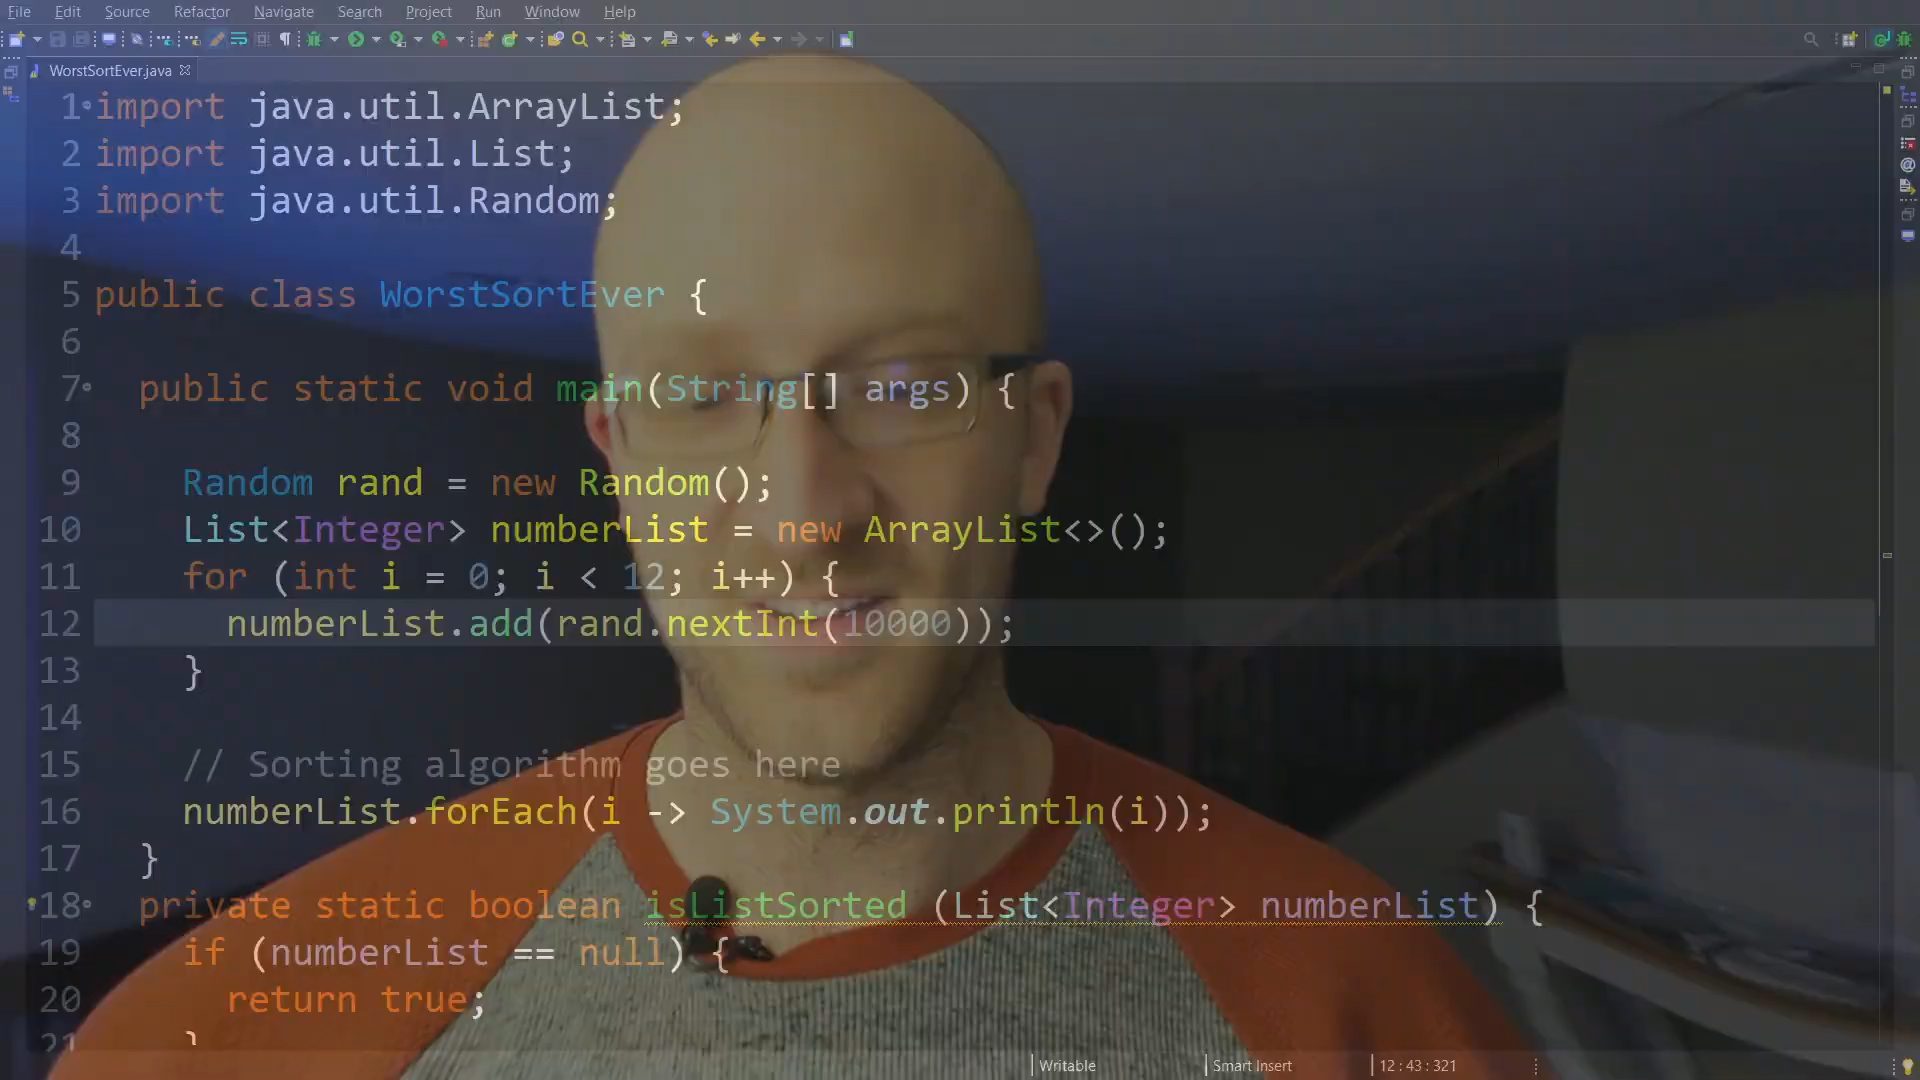 File Edit Source Refactor Navigate Search Project Run Window Help
WorstSortEver.java
1 import java.util.ArrayList;
2 import java.util.List;
3 import java.util.Random;
4
5 public class WorstSortEver {
6
7 public static void main(String[] args) {
8
9 Random rand = new Random();
10 List<Integer> numberList = new ArrayList<>();
11 for (int i = 0; i < 12; i++) {
12 numberList.add(rand.nextInt(10000));
13 }
14
15 // Sorting algorithm goes here
16 numberList.forEach(i -> System.out.println(i));
17 }
18 private static boolean isListSorted (List<Integer> numberList) {
19 if (numberList == null) {
20 return true;
21 }
Writable Smart Insert 12 : 43 : 321